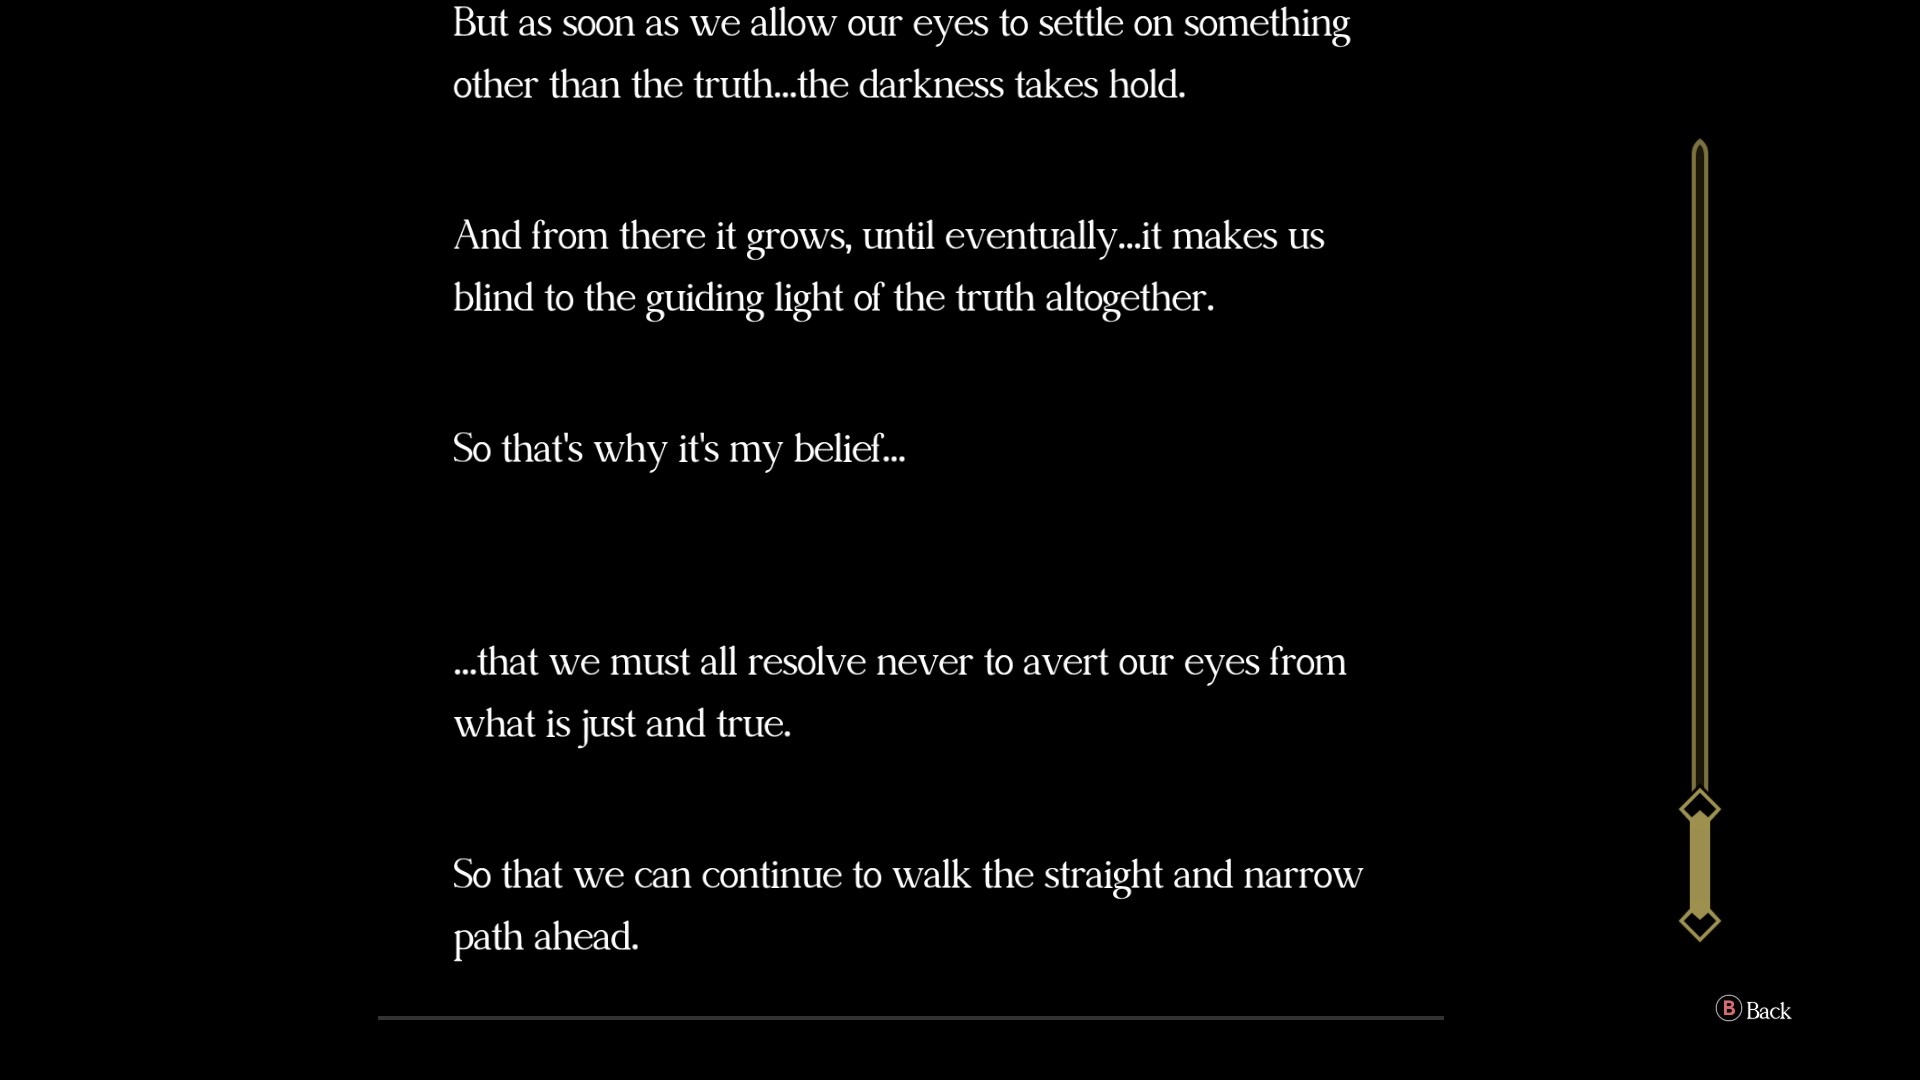 But as soon as we allow our eyes to settle on something
other than the truth...the darkness takes hold.
And from there it grows, until eventually...it makes us
blind to the guiding light of the truth altogether.
So that's why it's my belief...
...that we must all resolve never to avert our eyes from
what is just and true.
So that we can continue to walk the straight and narrow
path ahead.
B Back